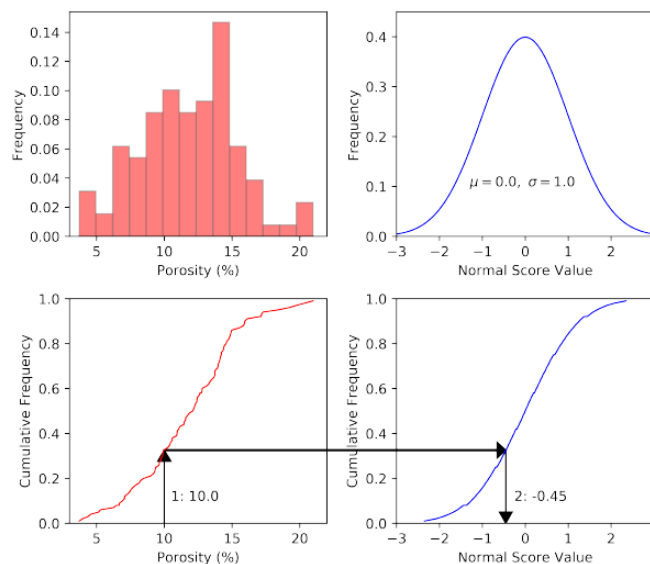 0.14
0.12
0.10
0.08
0.06
0.04
0.02
0.00
Frequency
5 10 15 20
Porosity (%)
0.4
0.3
0.2
0.1
0.0
Frequency
μ = 0.0, σ = 1.0
−3 −2 −1 0 1 2
Normal Score Value
1.0
0.8
0.6
0.4
0.2
0.0
Cumulative Frequency
1: 10.0
5 10 15 20
Porosity (%)
1.0
0.8
0.6
0.4
0.2
0.0
Cumulative Frequency
2: -0.45
−3 −2 −1 0 1 2
Normal Score Value